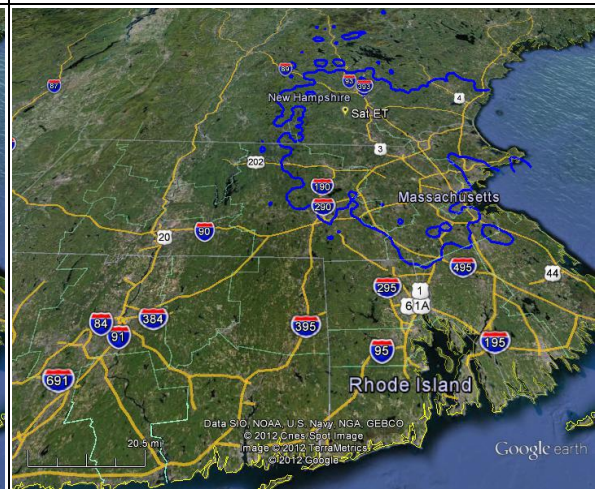 89
87
93
393
New Hampshire
4
Sat ET
3
202
190
290
Massachusetts
90
20
495
44
295
1
6
1A
84
384
91
395
195
95
691
Rhode Island
Data SIO, NOAA, U.S. Navy, NGA, GEBCO
© 2012 Cnes/Spot Image
Image © 2012 TerraMetrics
© 2012 Google
20.5 mi
Google earth